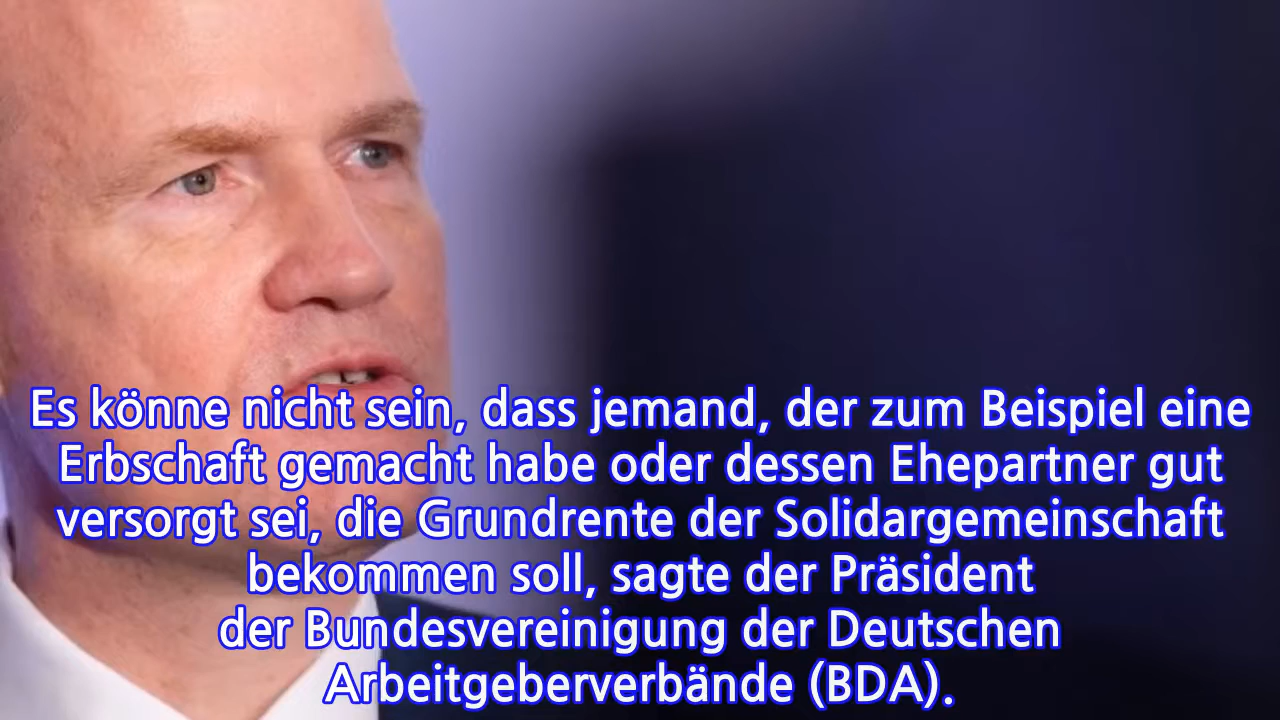 Es könne nicht sein, dass jemand, der zum Beispiel eine
Erbschaft gemacht habe oder dessen Ehepartner gut
versorgt sei, die Grundrente der Solidargemeinschaft
bekommen soll, sagte der Präsident
der Bundesvereinigung der Deutschen
Arbeitgeberverbände (BDA).